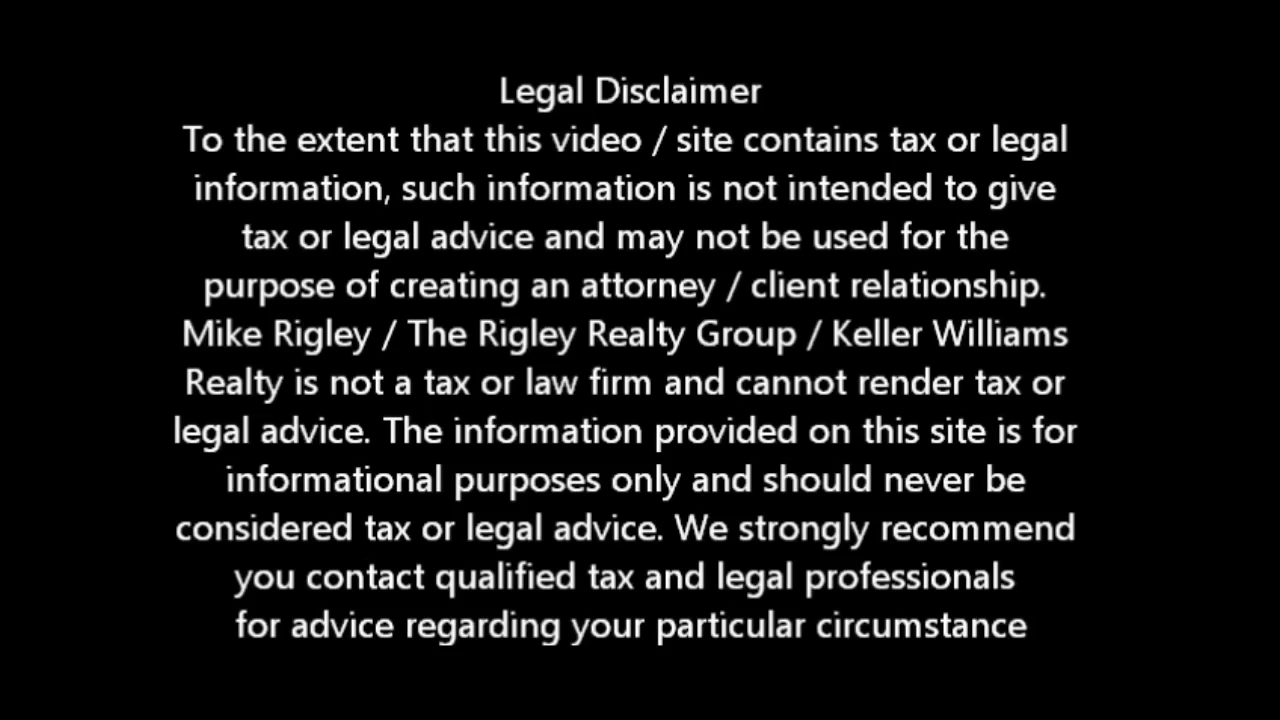 Legal Disclaimer
To the extent that this video / site contains tax or legal
information, such information is not intended to give
tax or legal advice and may not be used for the
purpose of creating an attorney / client relationship.
Mike Rigley / The Rigley Realty Group / Keller Williams
Realty is not a tax or law firm and cannot render tax or
legal advice. The information provided on this site is for
informational purposes only and should never be
considered tax or legal advice. We strongly recommend
you contact qualified tax and legal professionals
for advice regarding your particular circumstance